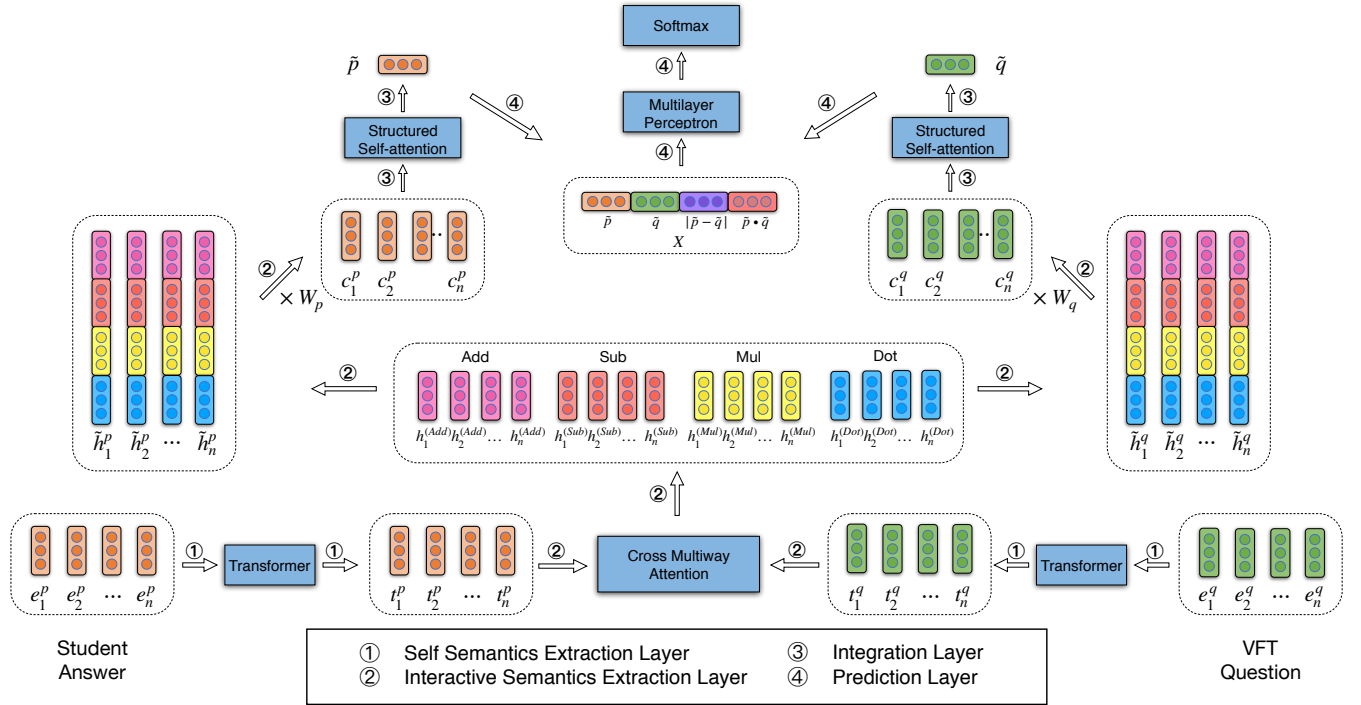 Softmax
④
p̃
q̃
③
④
Multilayer
Perceptron
④
③
Structured
Self-attention
④
Structured
Self-attention
③
③
p̃ q̃ |p̃ − q̃| p̃ • q̃
X
② × W_p
c_1^p c_2^p ·· c_n^p
c_1^q c_2^q ·· c_n^q
② × W_q
Add Sub Mul Dot
②
②
h_1^(Add) h_2^(Add) … h_n^(Add) h_1^(Sub) h_2^(Sub) … h_n^(Sub) h_1^(Mul) h_2^(Mul) … h_n^(Mul) h_1^(Dot) h_2^(Dot) … h_n^(Dot)
h̃_1^p h̃_2^p … h̃_n^p
h̃_1^q h̃_2^q … h̃_n^q
②
① Transformer ①
②
Cross Multiway
Attention
②
① Transformer ①
e_1^p e_2^p … e_n^p
t_1^p t_2^p … t_n^p
t_1^q t_2^q … t_n^q
e_1^q e_2^q … e_n^q
Student
Answer
① Self Semantics Extraction Layer
② Interactive Semantics Extraction Layer
③ Integration Layer
④ Prediction Layer
VFT
Question